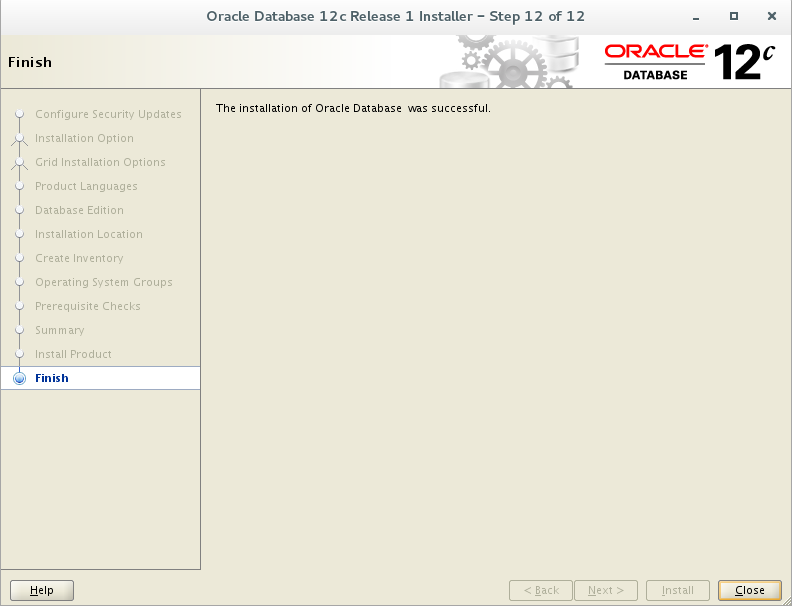 Oracle Database 12c Release 1 Installer – Step 12 of 12
Finish
ORACLE®
DATABASE
12c
Configure Security Updates
Installation Option
Grid Installation Options
Product Languages
Database Edition
Installation Location
Create Inventory
Operating System Groups
Prerequisite Checks
Summary
Install Product
Finish
The installation of Oracle Database  was successful.
Help
< Back
Next >
Install
Close